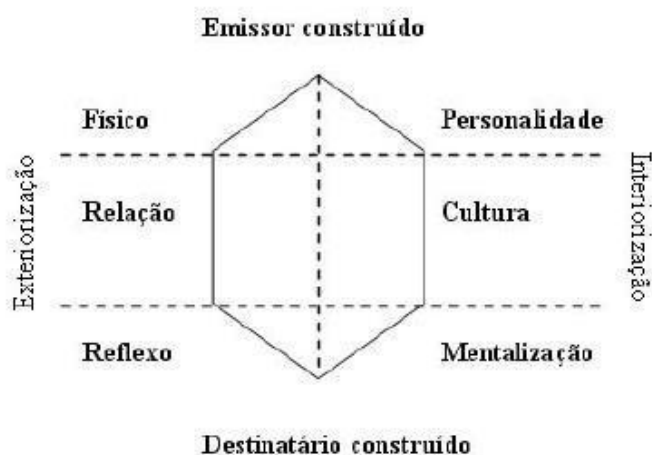 Emissor construído
Físico
Personalidade
Exteriorização
Relação
Cultura
Interiorização
Reflexo
Mentalização
Destinatário construído